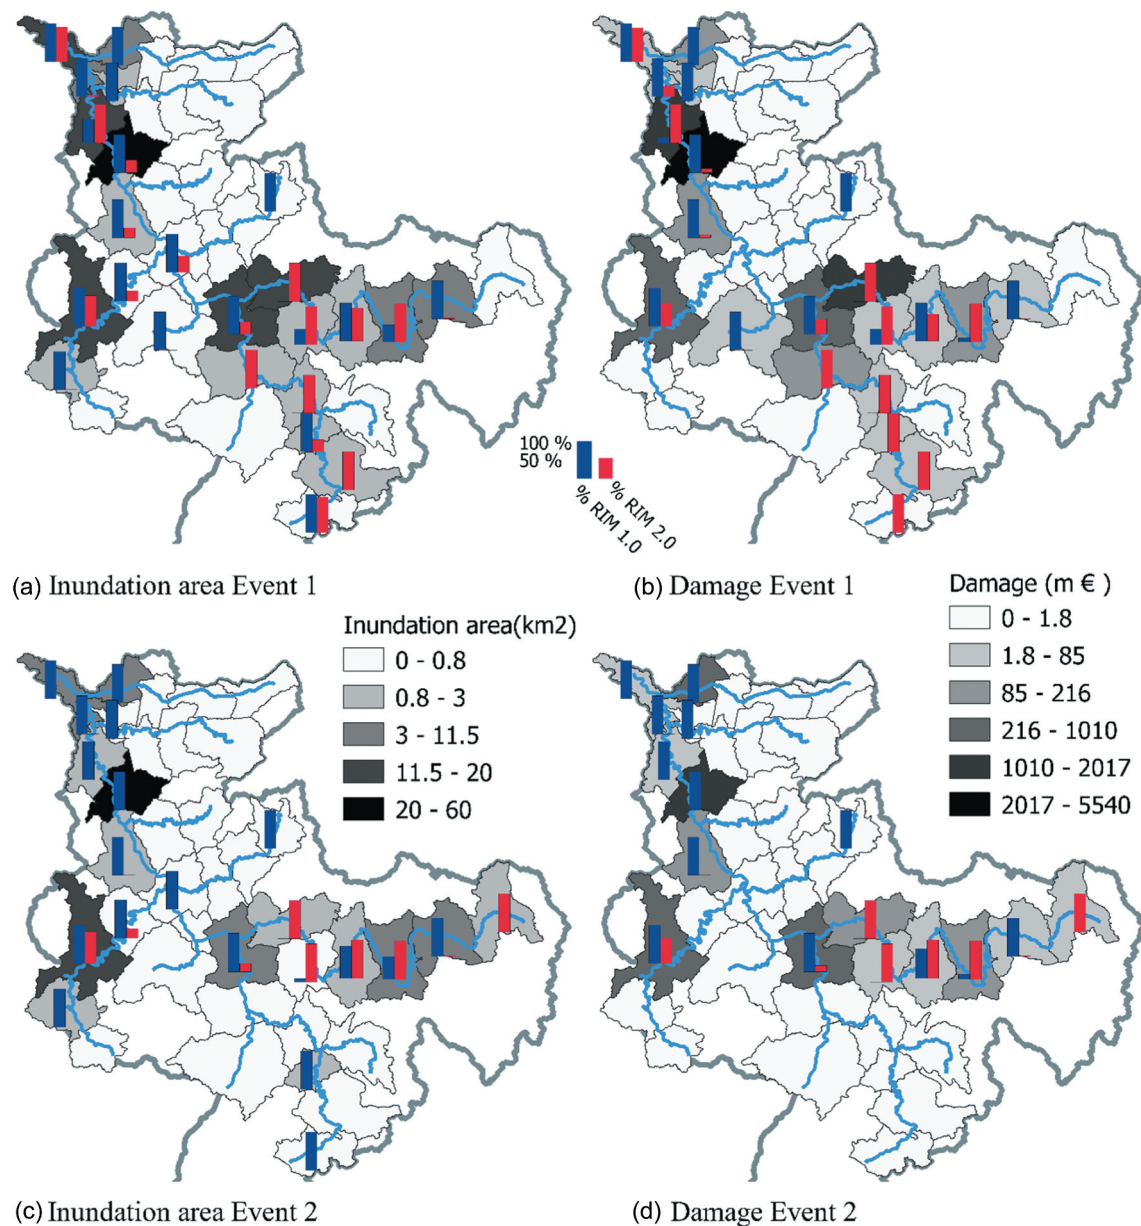 (a)
(b)
100 %
50 %
% RIM 2.0
% RIM 1.0
(a) Inundation area Event 1
(b) Damage Event 1
Inundation area(km2)
0 - 0.8
0.8 - 3
3 - 11.5
11.5 - 20
20 - 60
Damage (m € )
0 - 1.8
1.8 - 85
85 - 216
216 - 1010
1010 - 2017
2017 - 5540
(c) Inundation area Event 2
(d) Damage Event 2